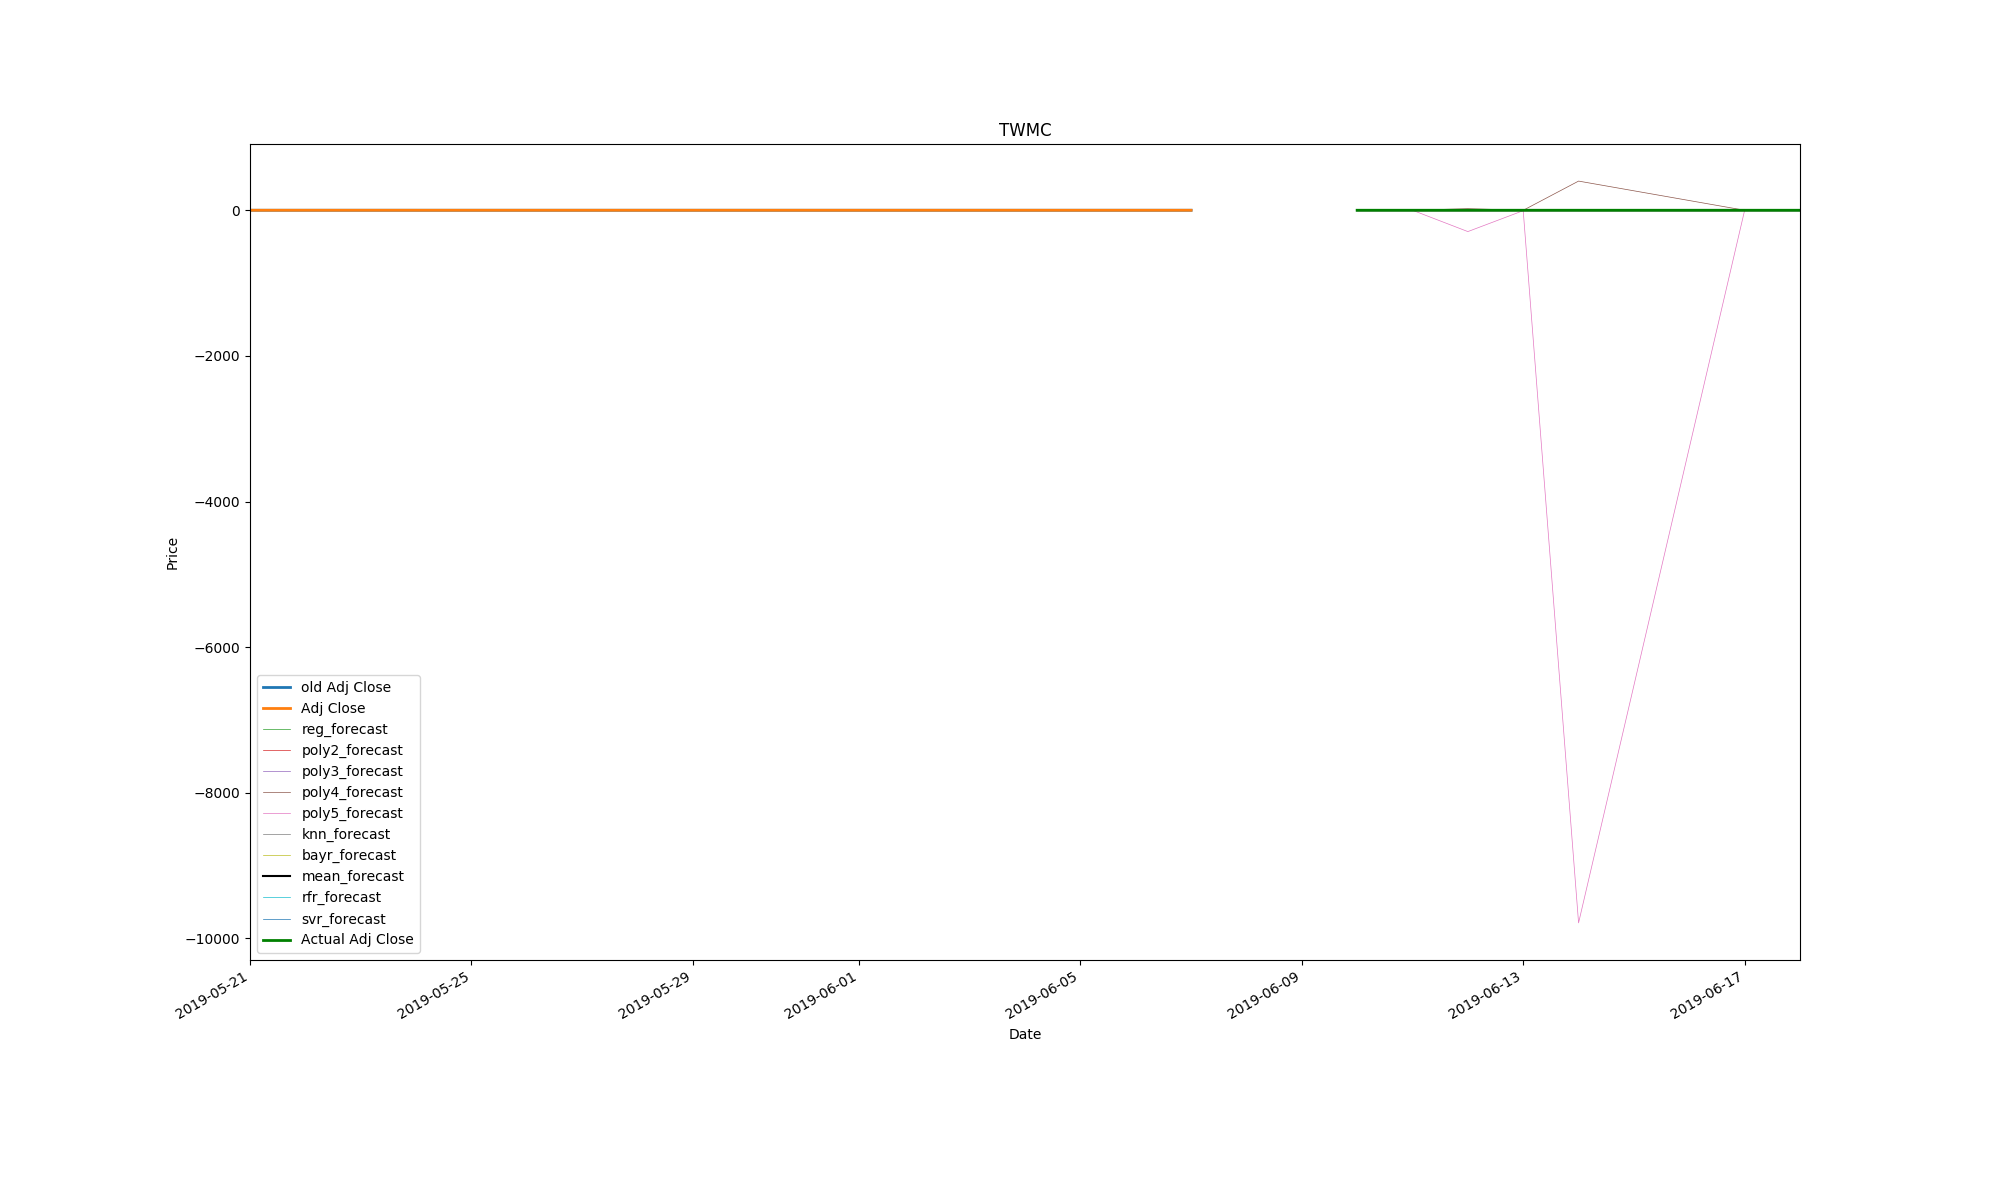 TWMC
0
−2000
−4000
−6000
−8000
−10000
Price
old Adj Close
Adj Close
reg_forecast
poly2_forecast
poly3_forecast
poly4_forecast
poly5_forecast
knn_forecast
bayr_forecast
mean_forecast
rfr_forecast
svr_forecast
Actual Adj Close
2019-05-21
2019-05-25
2019-05-29
2019-06-01
2019-06-05
2019-06-09
2019-06-13
2019-06-17
Date